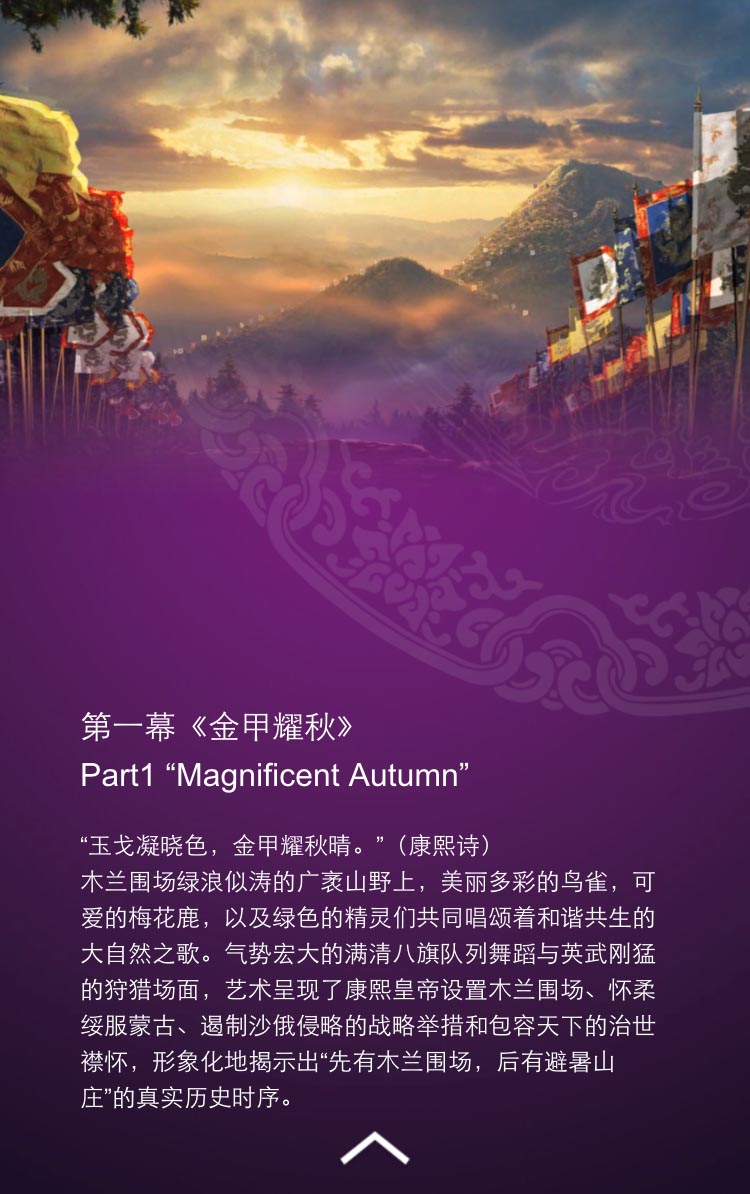 第一幕《金甲耀秋》
Part1 “Magnificent Autumn”
“玉戈凝晓色，金甲耀秋晴。”（康熙诗）
木兰围场绿浪似涛的广袤山野上，美丽多彩的鸟雀，可
爱的梅花鹿，以及绿色的精灵们共同唱颂着和谐共生的
大自然之歌。气势宏大的满清八旗队列舞蹈与英武刚猛
的狩猎场面，艺术呈现了康熙皇帝设置木兰围场、怀柔
绥服蒙古、遏制沙俄侵略的战略举措和包容天下的治世
襟怀，形象化地揭示出“先有木兰围场，后有避暑山
庄”的真实历史时序。